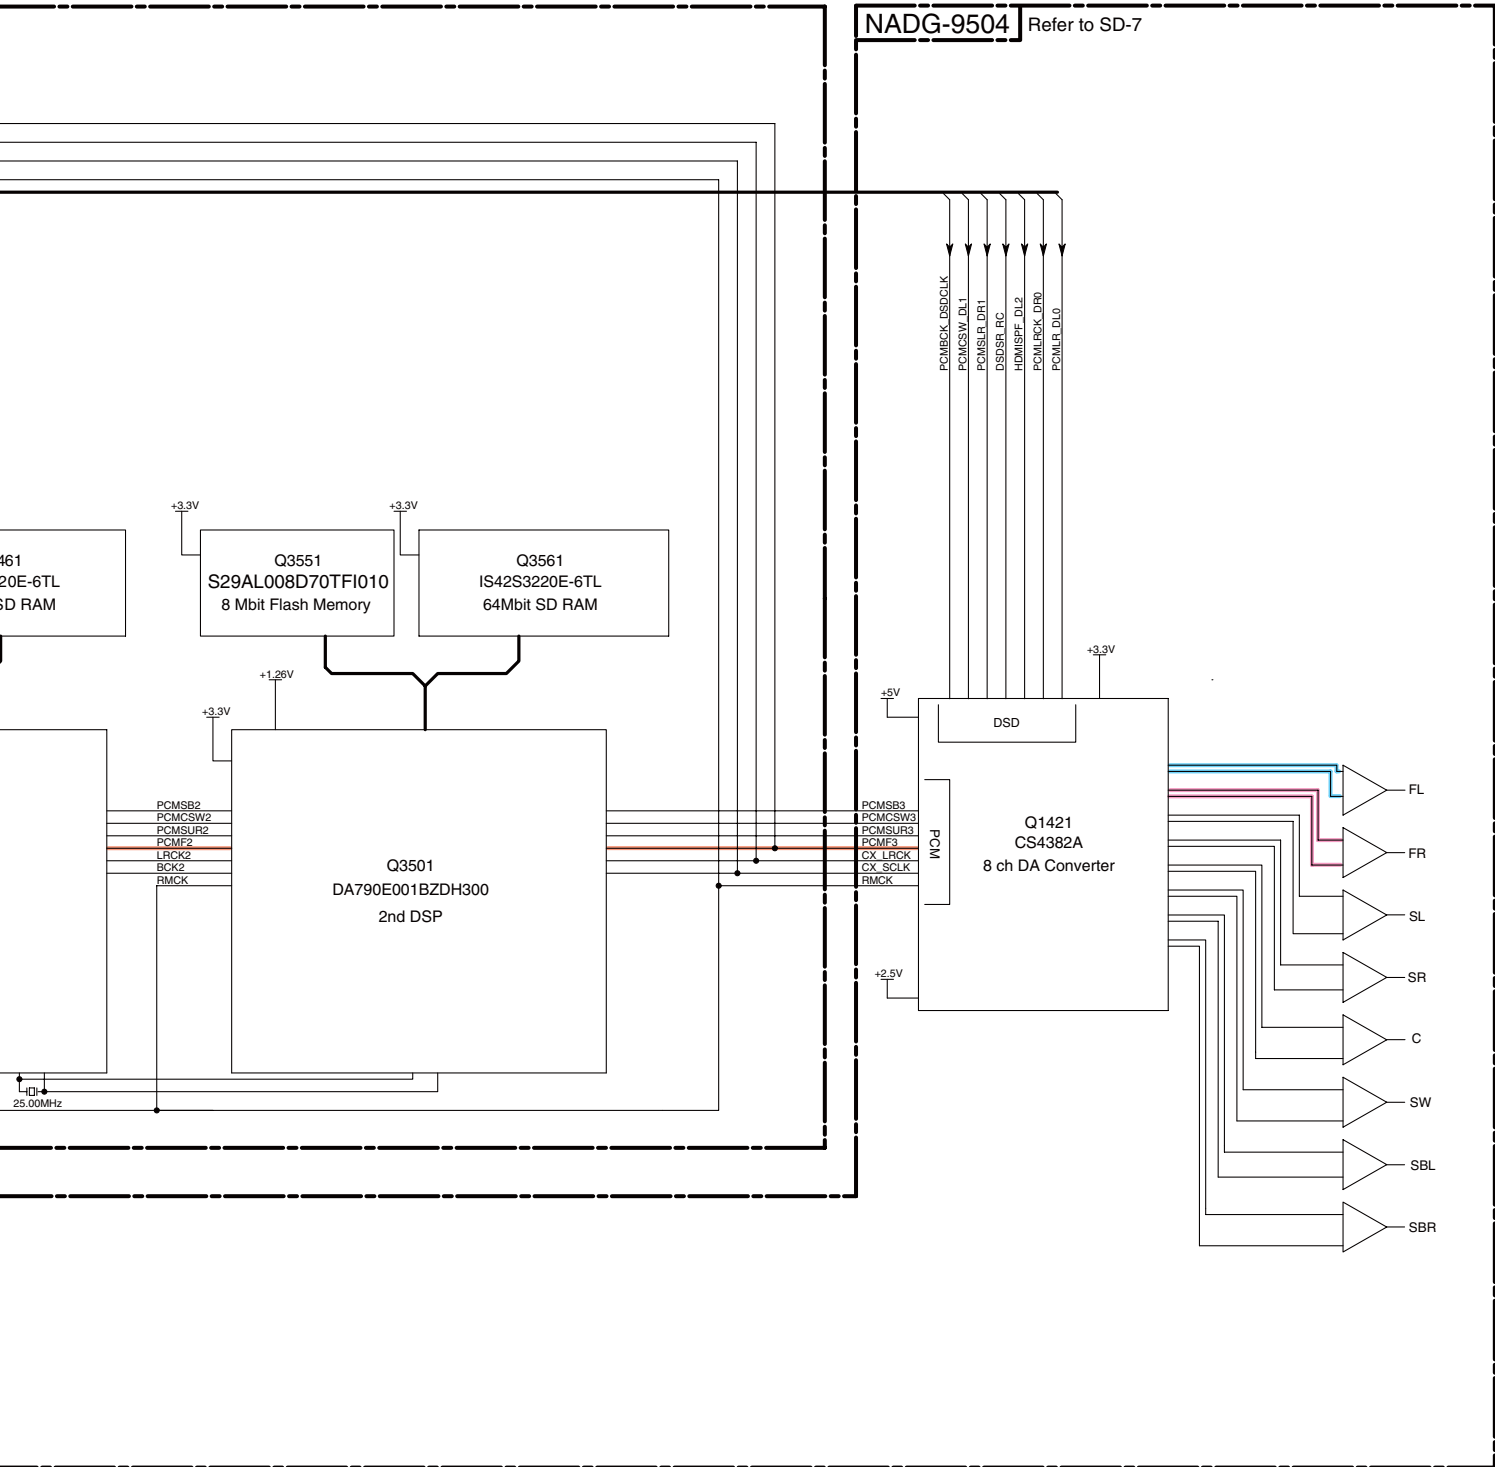 NADG-9504 Refer to SD-7
PCMBCK_DSDCLK
PCMCSW_DL1
PCMSLR_DR1
DSDSR_RC
HDMISPF_DL2
PCMLRCK_DR0
PCMLR_DL0
+3.3V
+3.3V
461
20E-6TL
SD RAM
Q3551
S29AL008D70TFI010
8 Mbit Flash Memory
Q3561
IS42S3220E-6TL
64Mbit SD RAM
+1.26V
+3.3V
+3.3V
+5V
DSD
PCMSB2
PCMCSW2
PCMSUR2
PCMF2
LRCK2
BCK2
RMCK
Q3501
DA790E001BZDH300
2nd DSP
PCMSB3
PCMCSW3
PCMSUR3
PCMF3
CX_LRCK
CX_SCLK
RMCK
PCM
Q1421
CS4382A
8 ch DA Converter
+2.5V
FL
FR
SL
SR
C
SW
SBL
SBR
25.00MHz